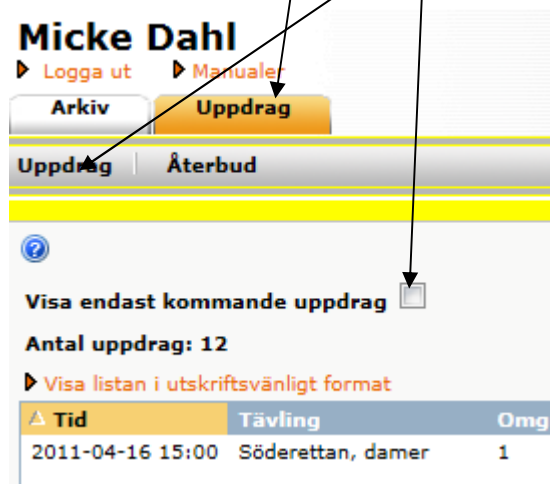 Micke Dahl
Logga ut Manualer
Arkiv Uppdrag
Uppdrag Återbud
Visa endast kommande uppdrag
Antal uppdrag: 12
Visa listan i utskriftsvänligt format
Tid Tävling Omg
2011-04-16 15:00 Söderettan, damer 1